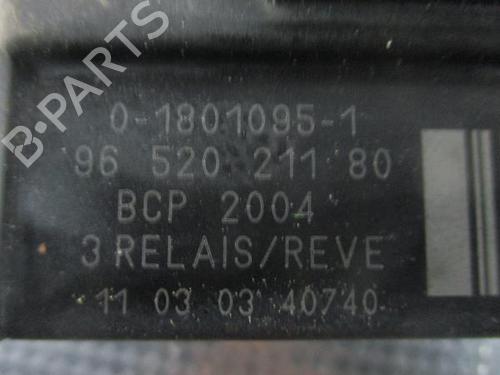 B-PARTS
0-1801095-1
96 520 211 80
BCP 2004
3 RELAIS/REVE
11 03 03 40740